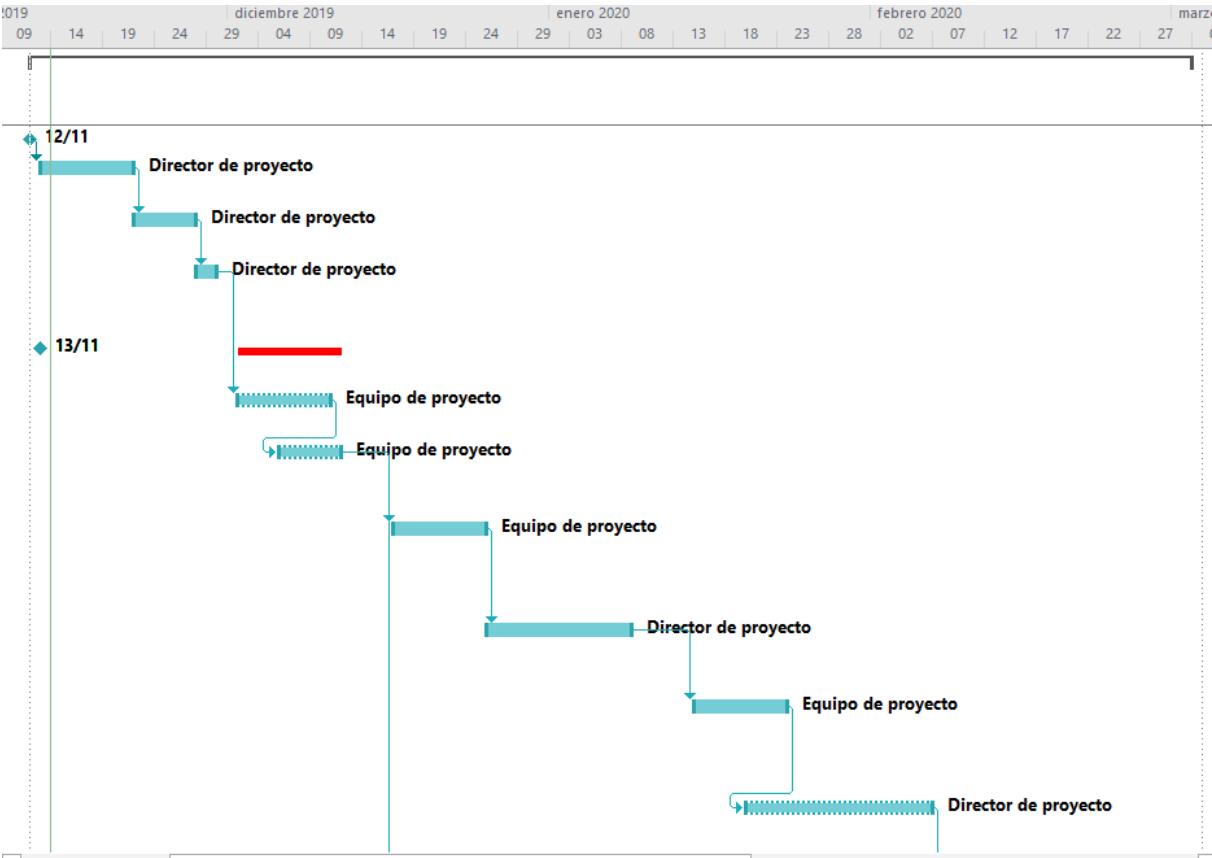 2019 diciembre 2019 enero 2020 febrero 2020
09 14 19 24 29 04 09 14 19 24 29 03 08 13 18 23 28 02 07 12 17 22 27
12/11
Director de proyecto
Director de proyecto
Director de proyecto
13/11
Equipo de proyecto
Equipo de proyecto
Equipo de proyecto
Director de proyecto
Equipo de proyecto
Director de proyecto